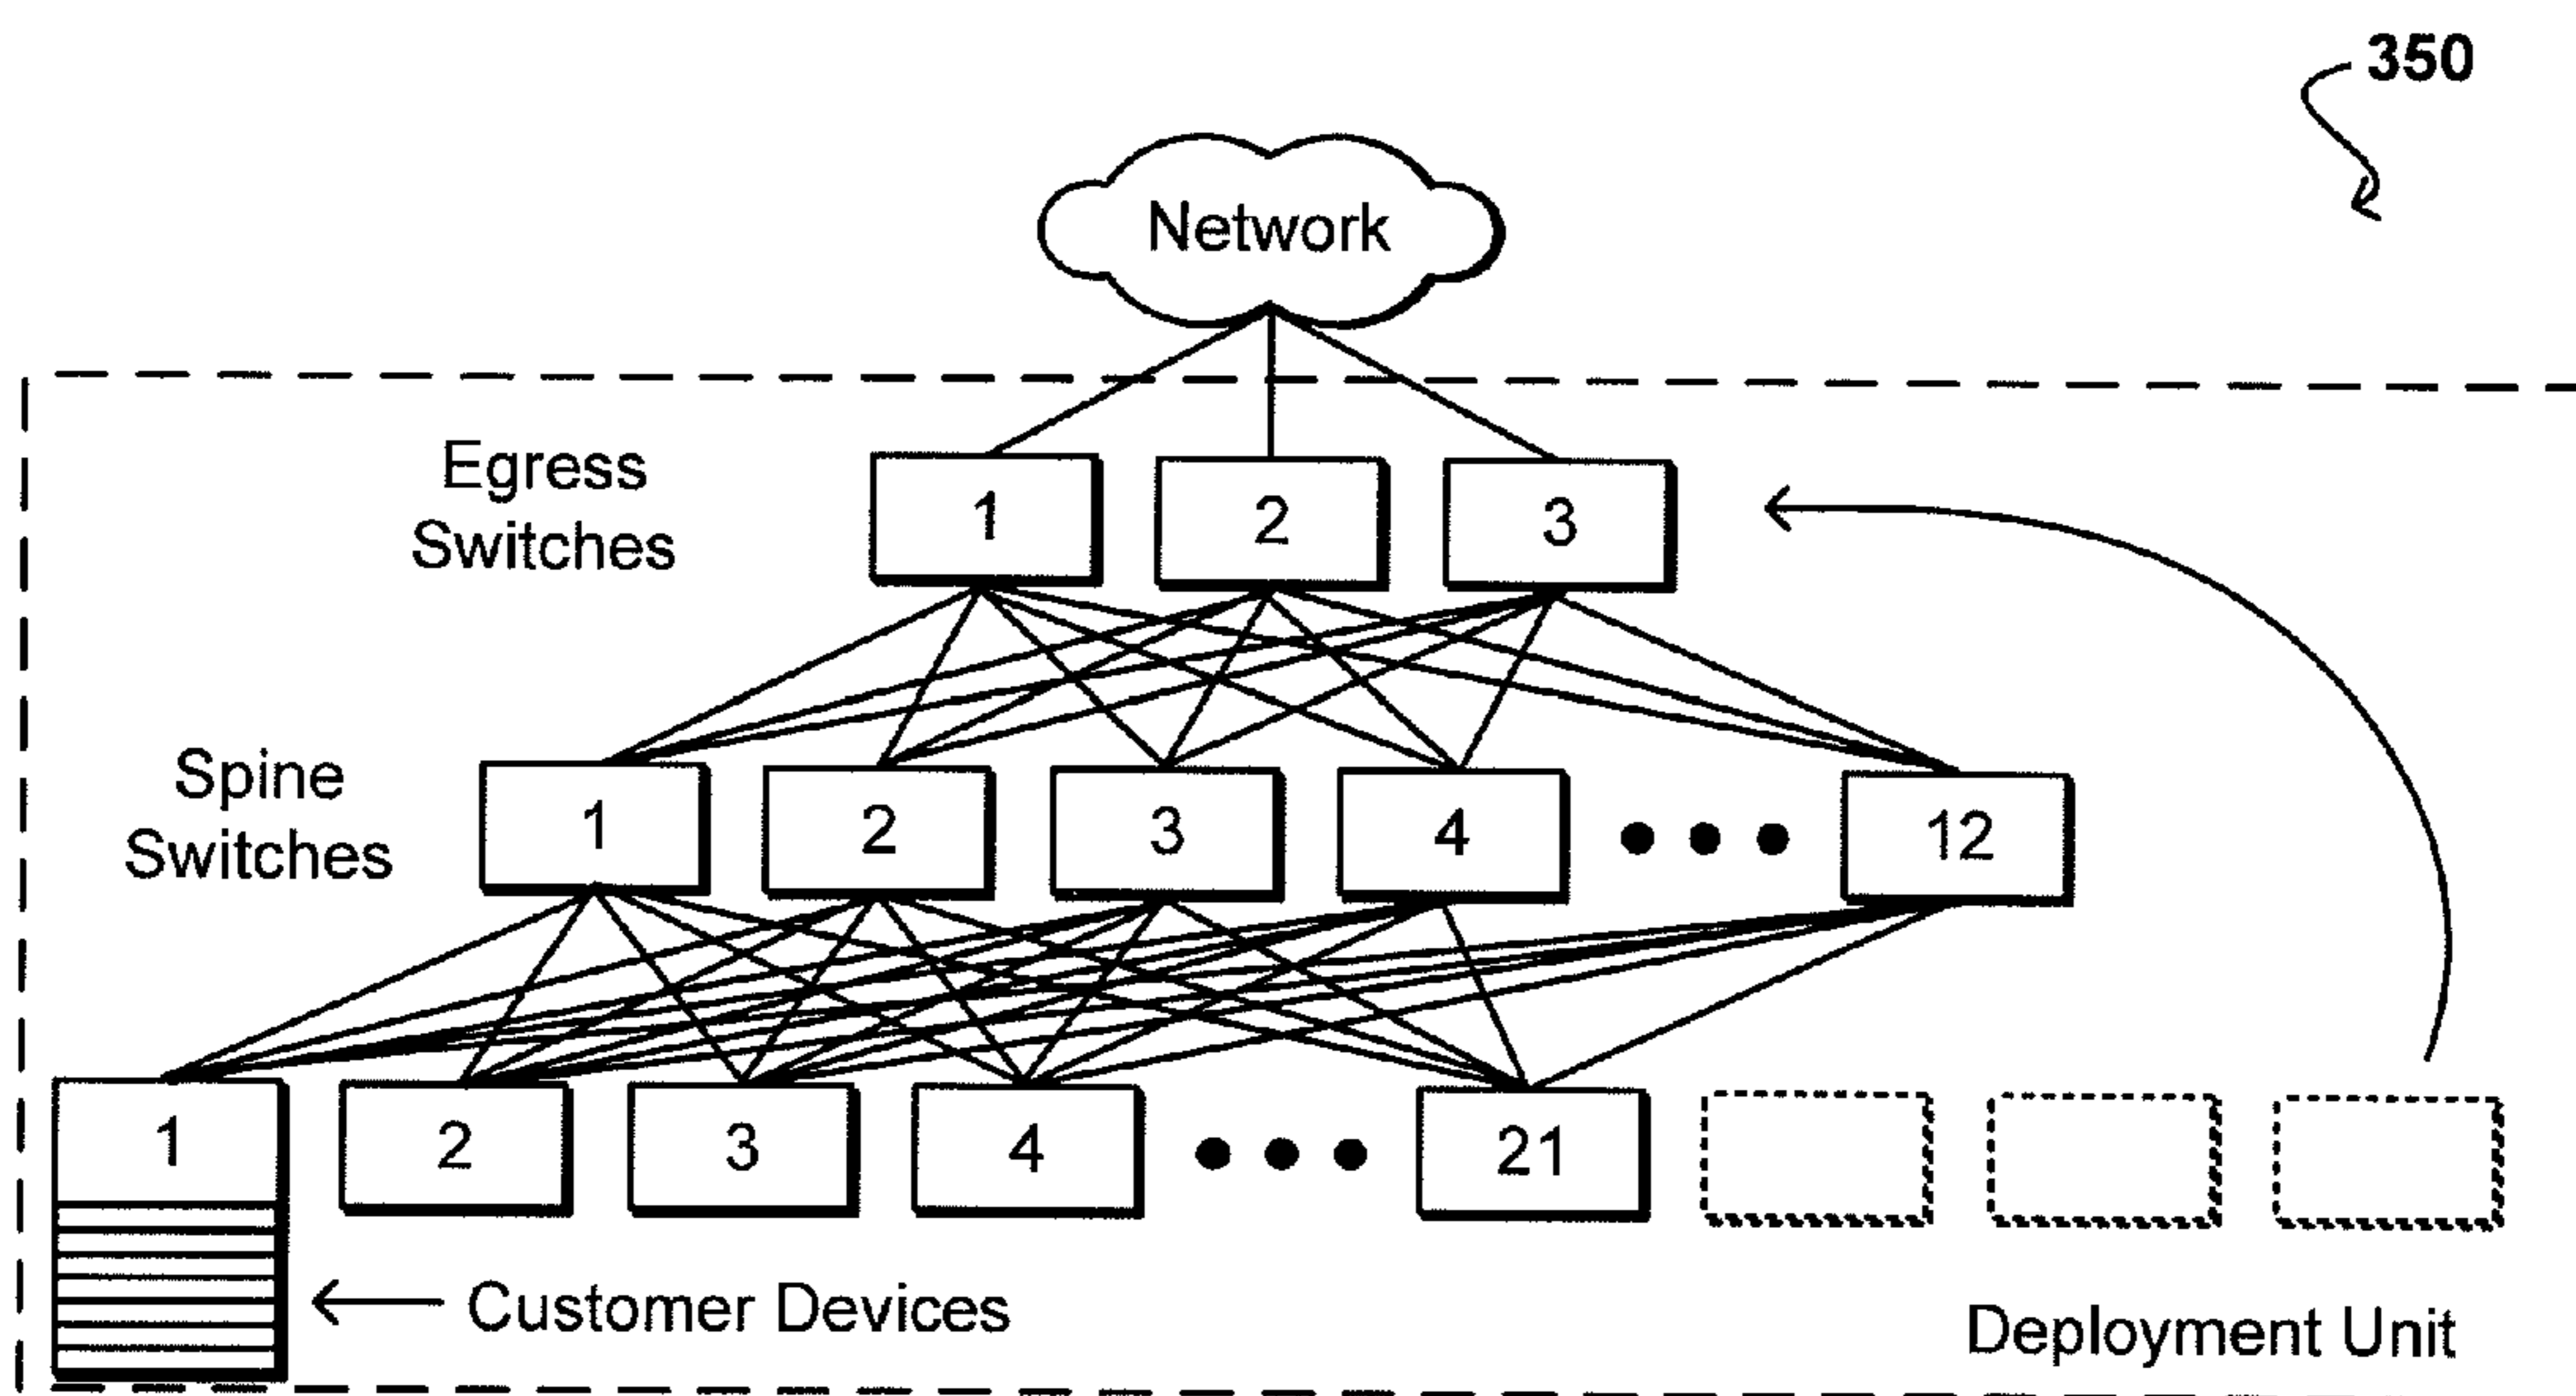 350
Network
Egress
Switches
1 2 3
Spine
Switches
1 2 3 4 12
1 2 3 4 21
Customer Devices
Deployment Unit